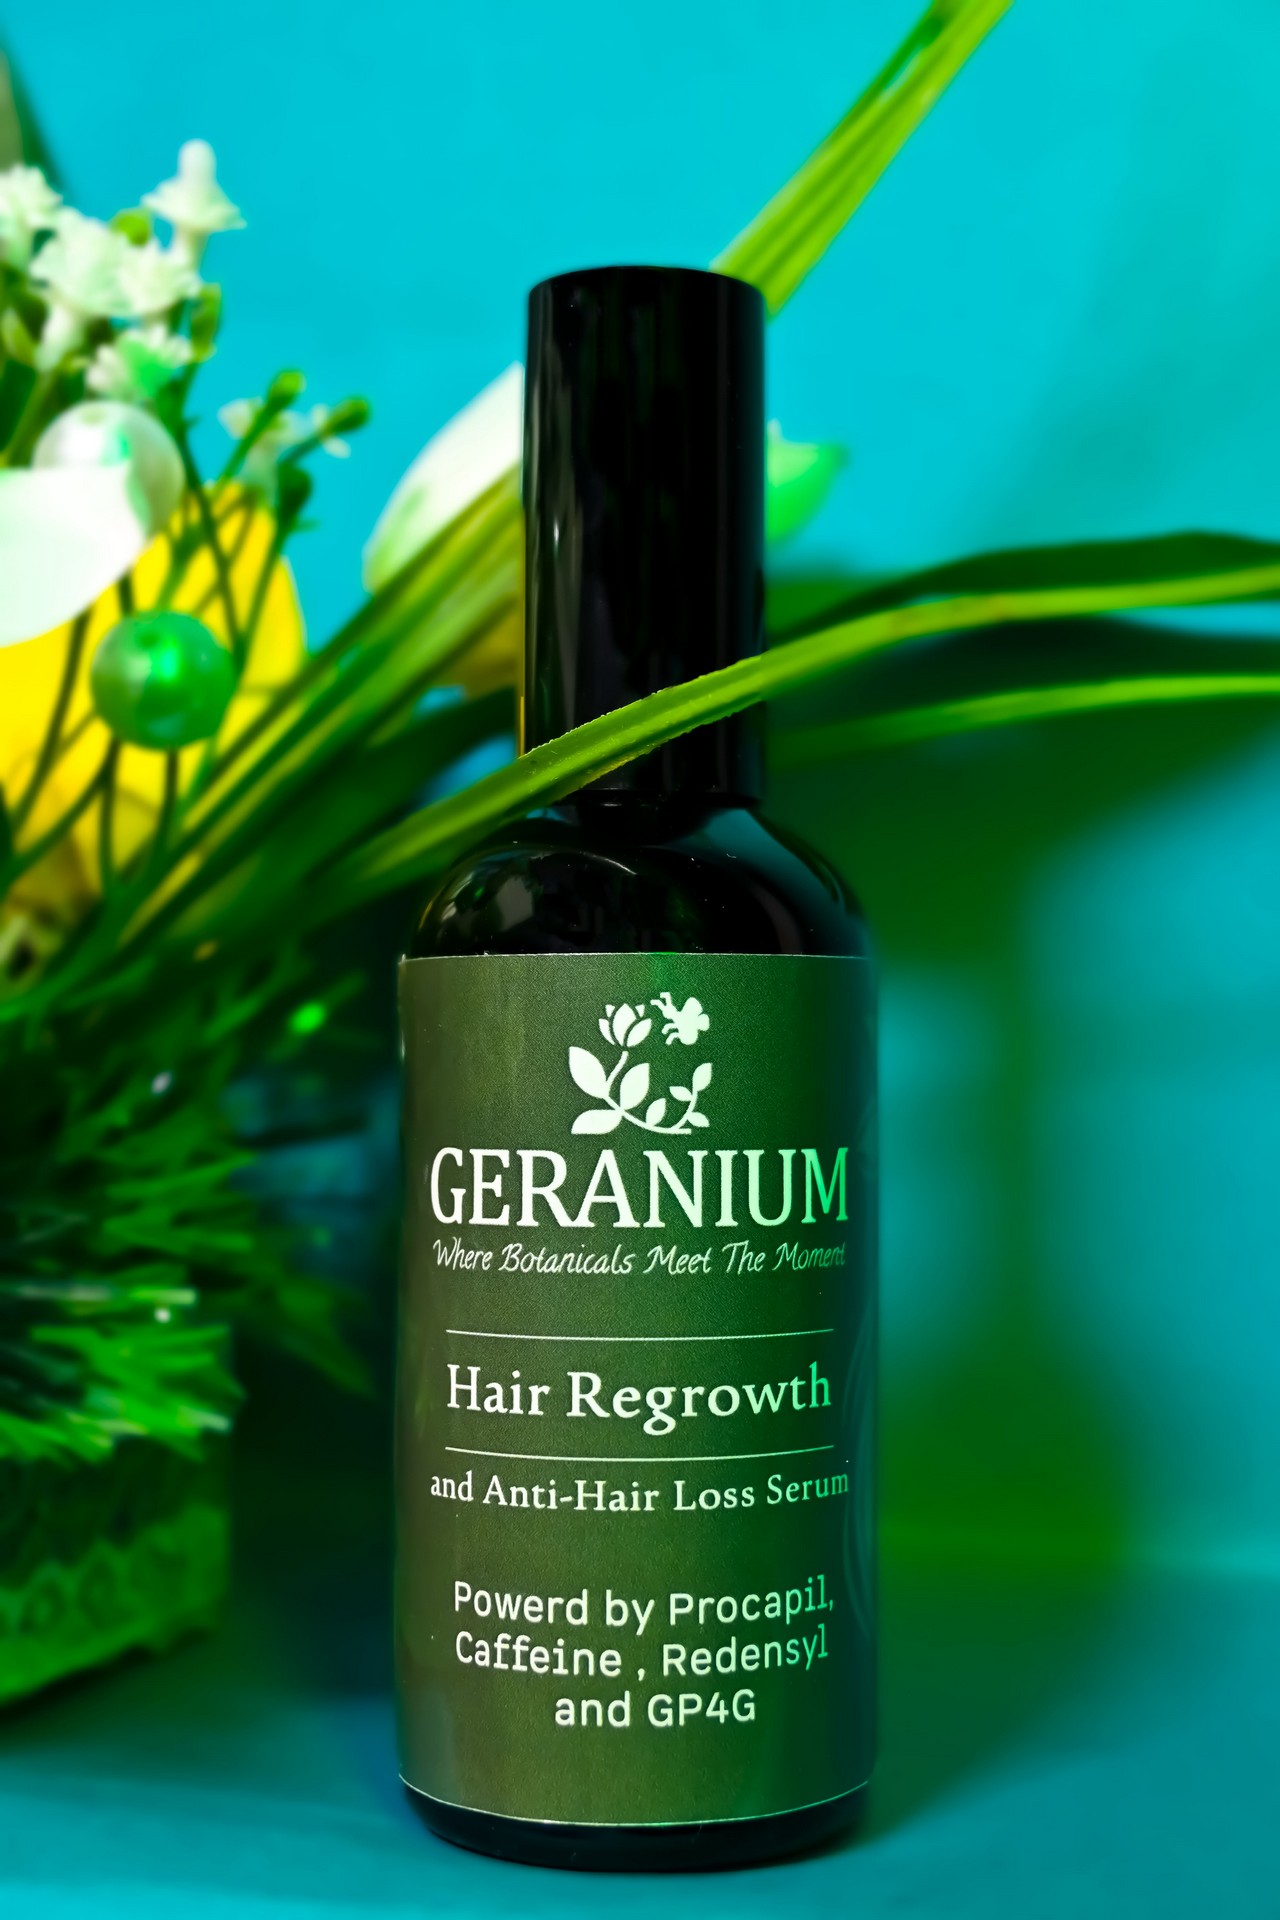 GERANIUM
Where Botanicals Meet The Moment
Hair Regrowth
and Anti-Hair Loss Serum
Powerd by Procapil,
Caffeine , Redensyl
and GP4G